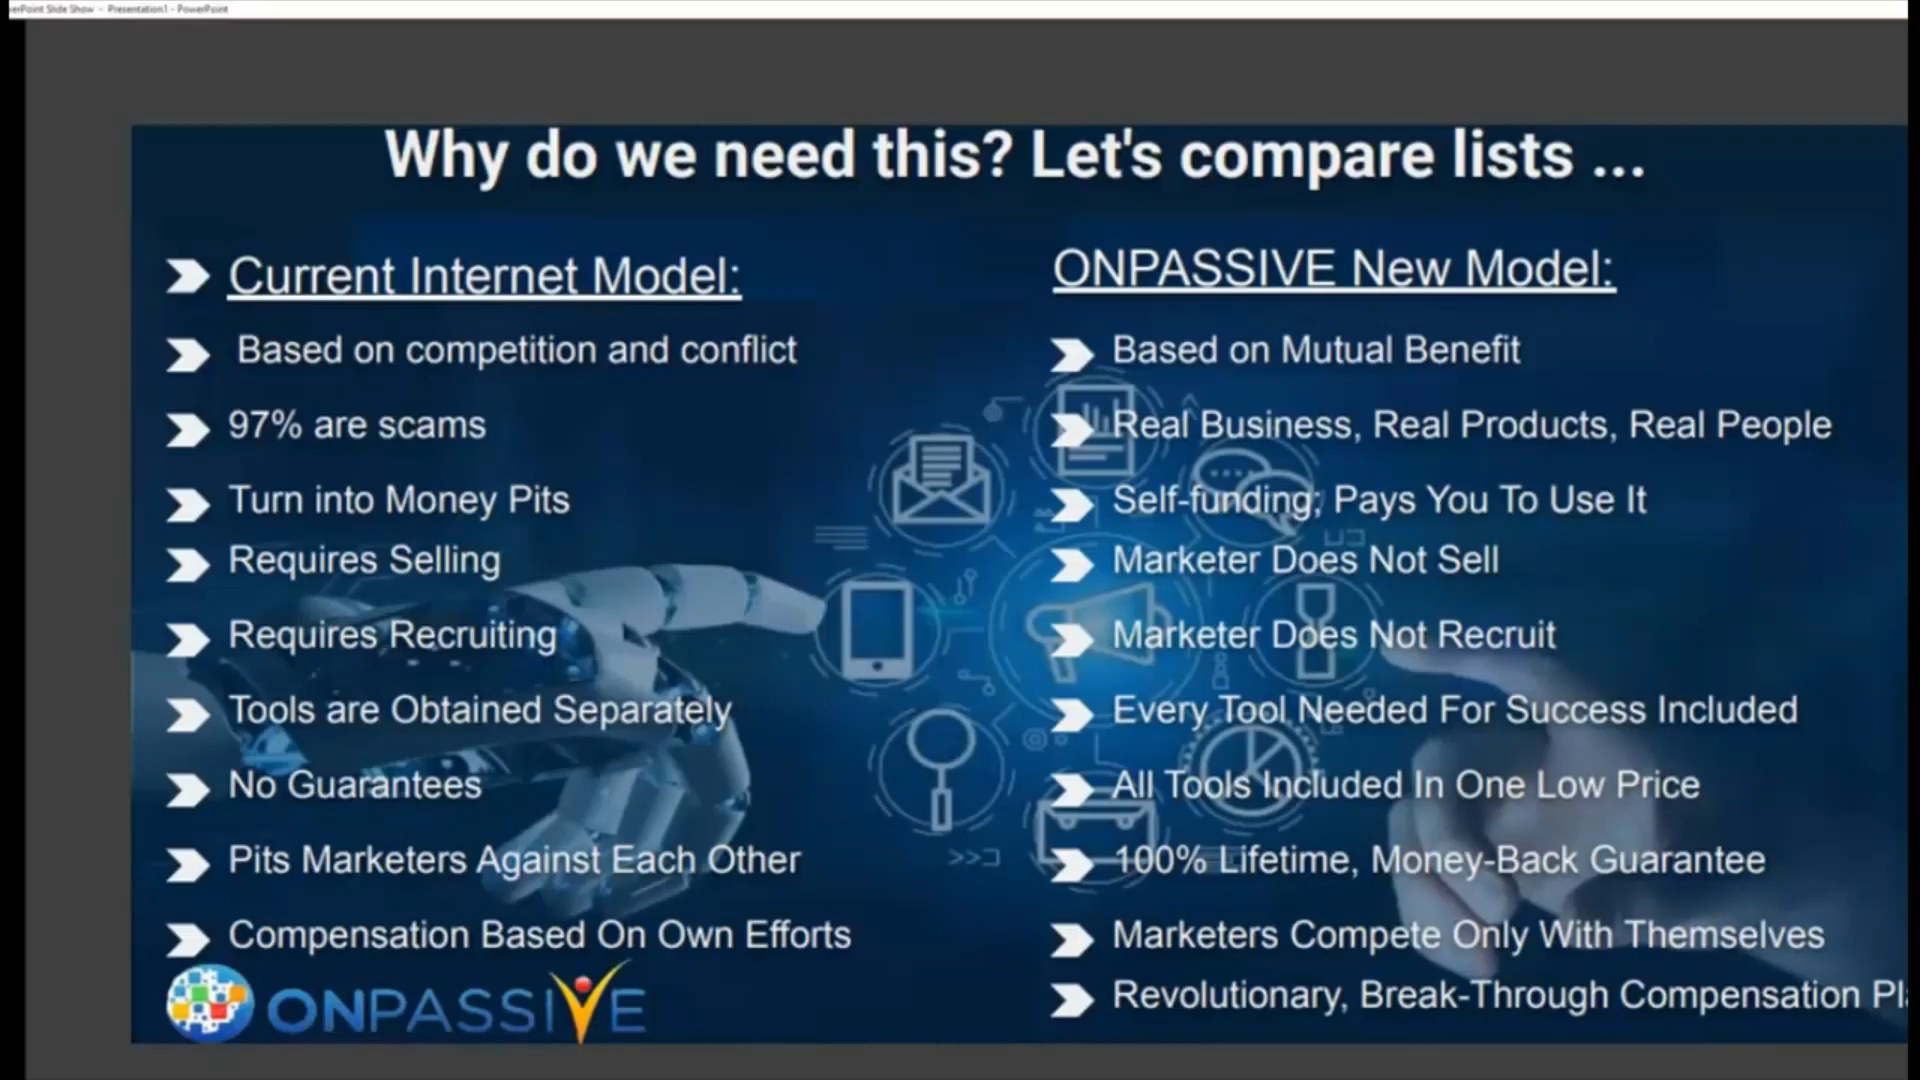 PowerPoint Slide Show - Presentation1 - PowerPoint
Why do we need this? Let's compare lists ...
Current Internet Model:
Based on competition and conflict
97% are scams
Turn into Money Pits
Requires Selling
Requires Recruiting
Tools are Obtained Separately
No Guarantees
Pits Marketers Against Each Other
Compensation Based On Own Efforts
ONPASSIVE
ONPASSIVE New Model:
Based on Mutual Benefit
Real Business, Real Products, Real People
Self-funding; Pays You To Use It
Marketer Does Not Sell
Marketer Does Not Recruit
Every Tool Needed For Success Included
All Tools Included In One Low Price
100% Lifetime, Money-Back Guarantee
Marketers Compete Only With Themselves
Revolutionary, Break-Through Compensation